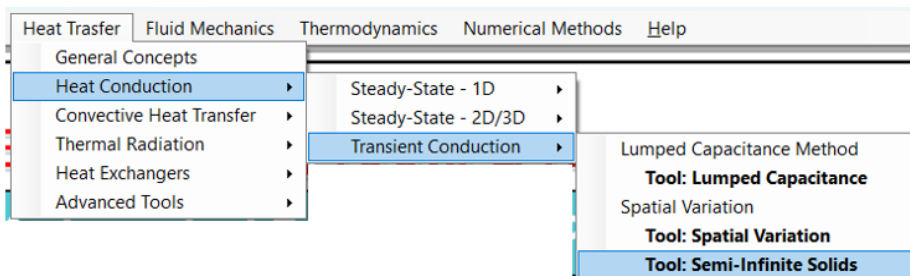 Heat Trasfer Fluid Mechanics Thermodynamics Numerical Methods Help
General Concepts
Heat Conduction
Convective Heat Transfer
Thermal Radiation
Heat Exchangers
Advanced Tools
Steady-State - 1D
Steady-State - 2D/3D
Transient Conduction
Lumped Capacitance Method
Tool: Lumped Capacitance
Spatial Variation
Tool: Spatial Variation
Tool: Semi-Infinite Solids